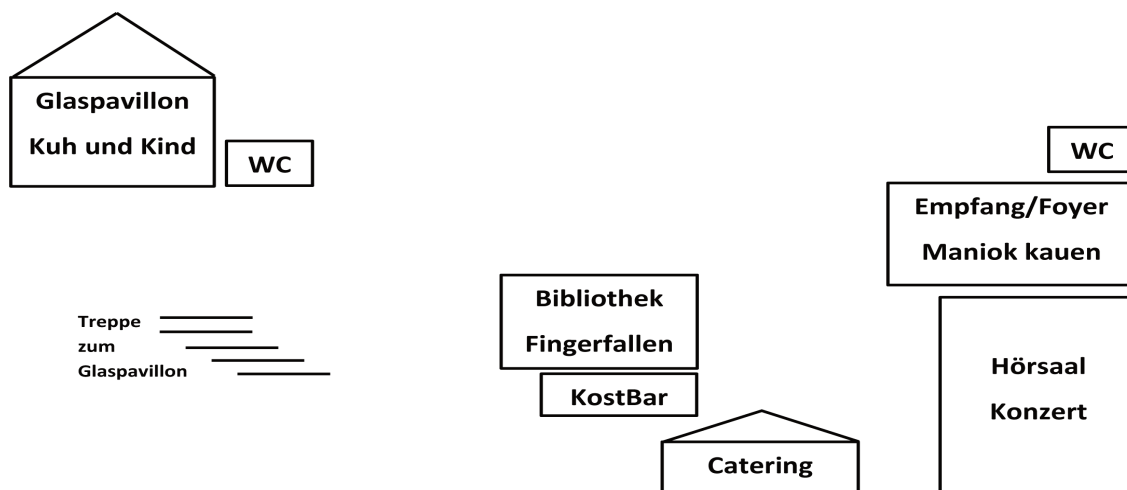 Glaspavillon
Kuh und Kind
WC
WC
Empfang/Foyer
Maniok kauen
Bibliothek
Fingerfallen
Treppe
zum
Glaspavillon
KostBar
Hörsaal
Konzert
Catering